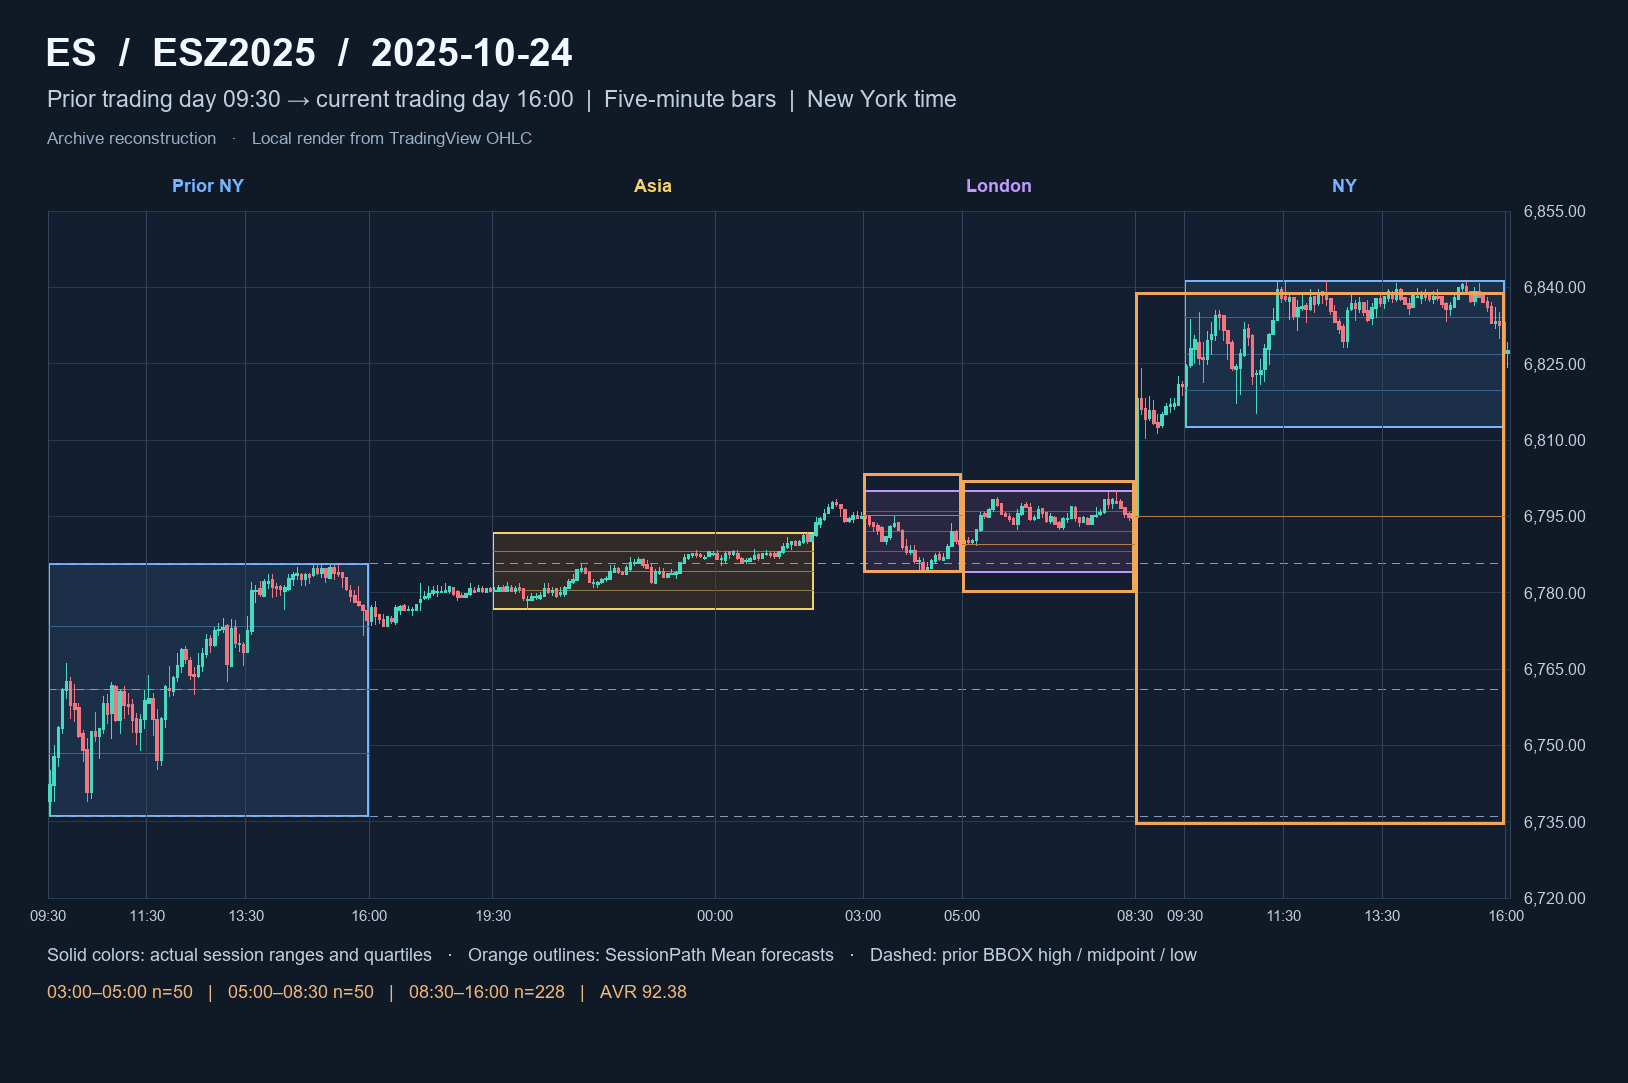 ES / ESZ2025 / 2025-10-24
Prior trading day 09:30 → current trading day 16:00 | Five-minute bars | New York time
Archive reconstruction · Local render from TradingView OHLC
Prior NY Asia London NY
6,855.00
6,840.00
6,825.00
6,810.00
6,795.00
6,780.00
6,765.00
6,750.00
6,735.00
6,720.00
09:30 11:30 13:30 16:00 19:30 00:00 03:00 05:00 08:30 09:30 11:30 13:30 16:00
Solid colors: actual session ranges and quartiles · Orange outlines: SessionPath Mean forecasts · Dashed: prior BBOX high / midpoint / low
03:00–05:00 n=50 | 05:00–08:30 n=50 | 08:30–16:00 n=228 | AVR 92.38